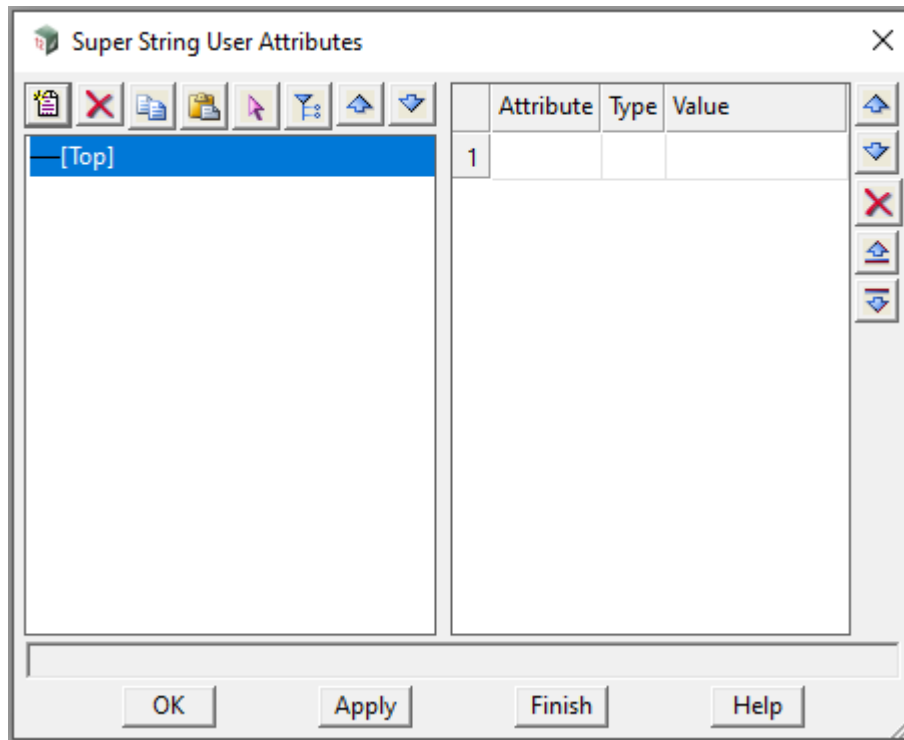 Super String User Attributes
[Top]
Attribute Type Value
1
OK Apply Finish Help